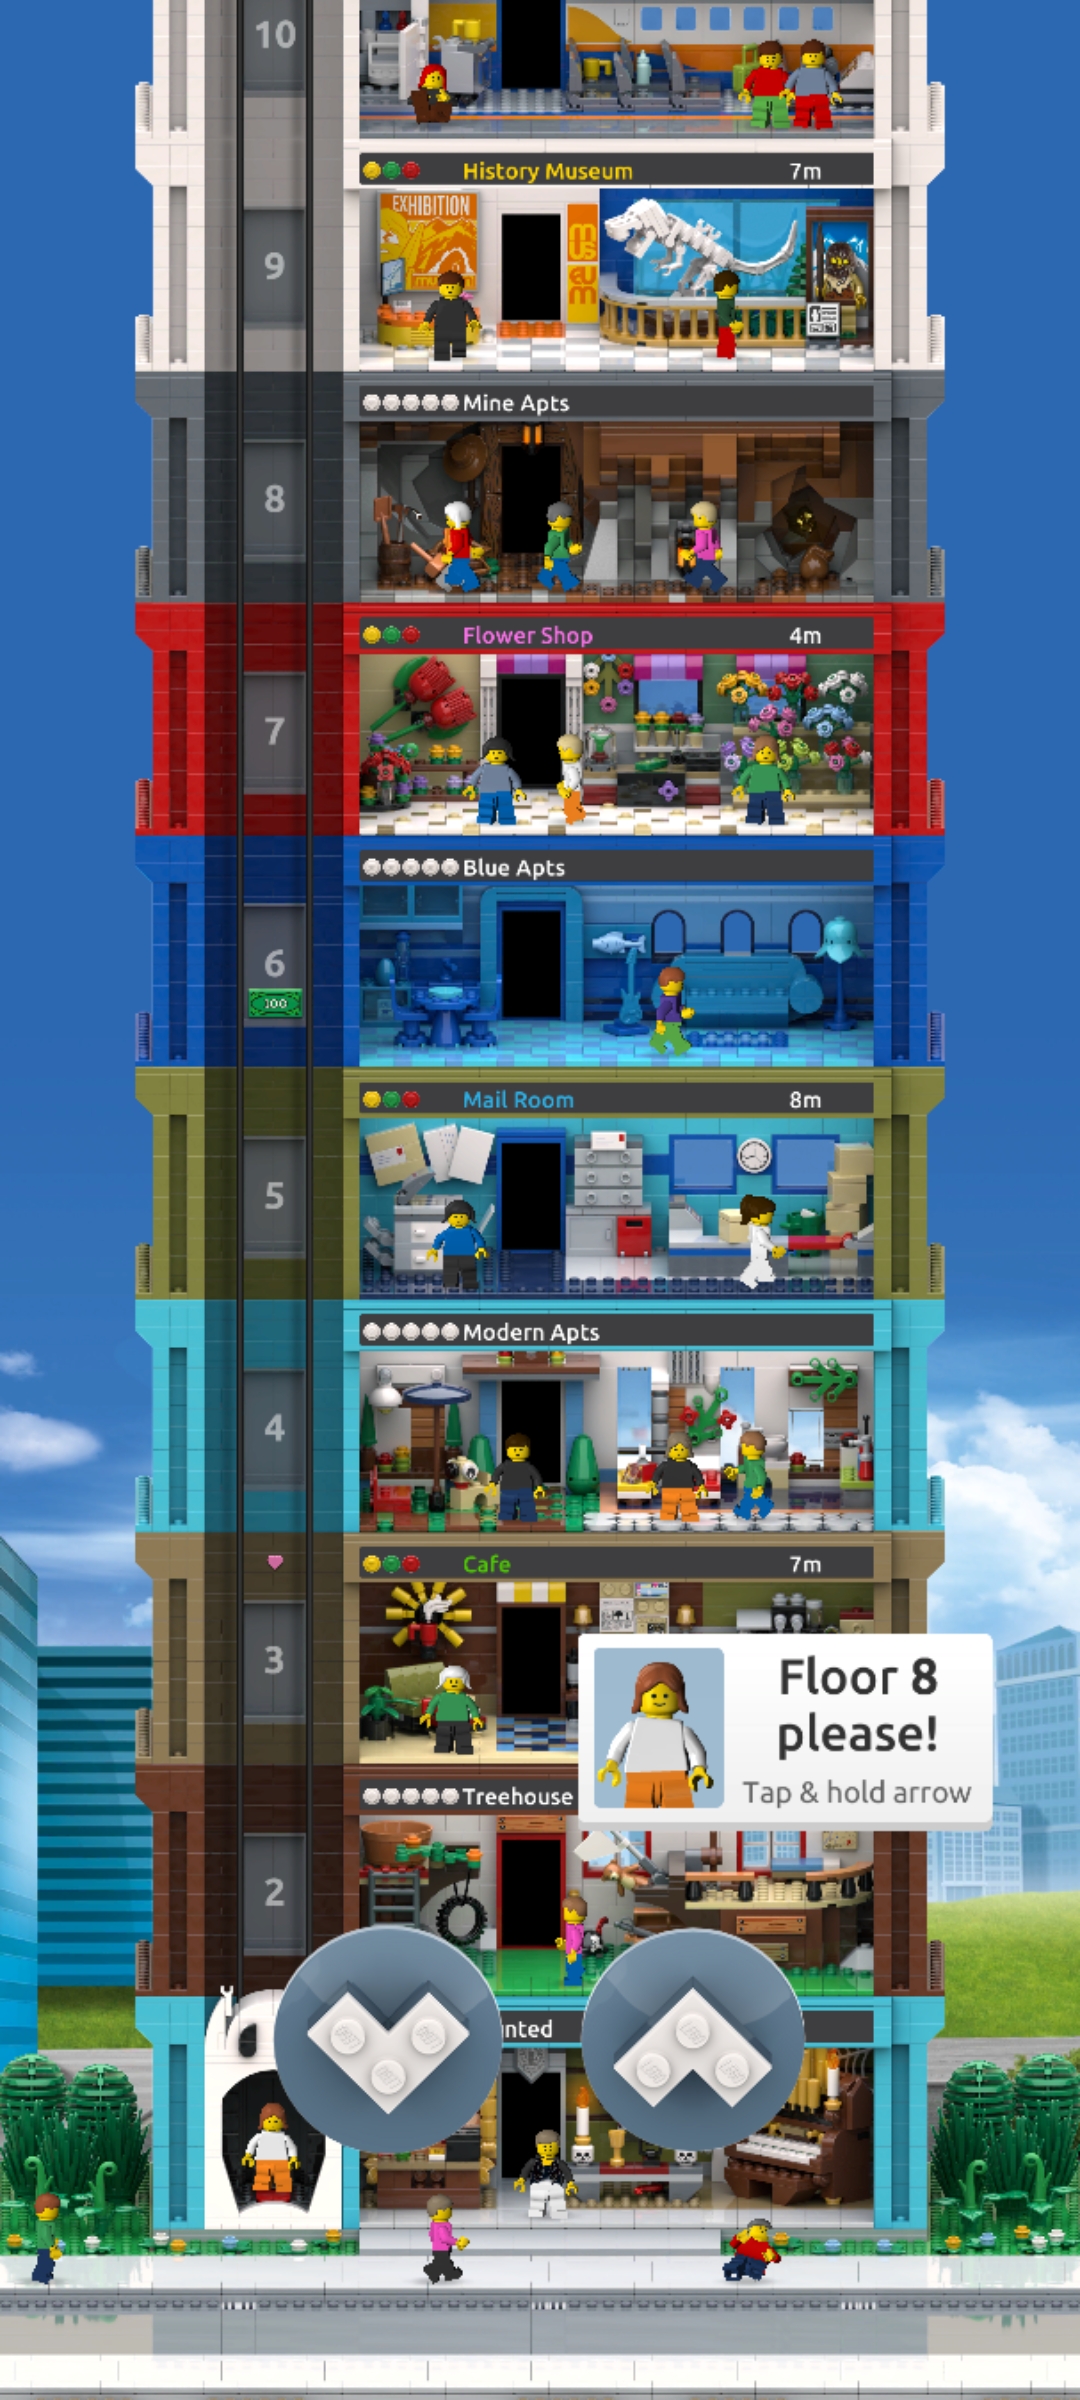 10
History Museum 7m
EXHIBITION
museum
9
Mine Apts
8
Flower Shop 4m
7
Blue Apts
6
100
Mail Room 8m
5
Modern Apts
4
Cafe 7m
3
Floor 8
please!
Tap & hold arrow
Treehouse
2
nted